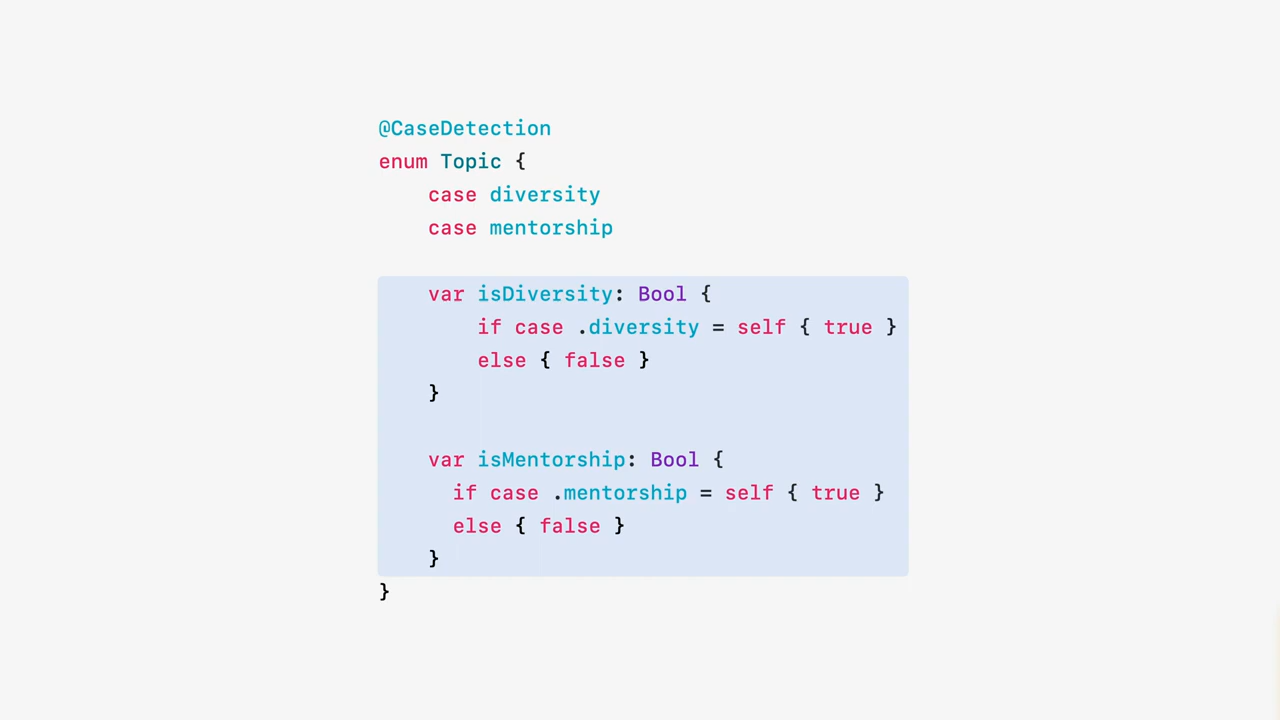 @CaseDetection
enum Topic {
    case diversity
    case mentorship

    var isDiversity: Bool {
        if case .diversity = self { true }
        else { false }
    }

    var isMentorship: Bool {
      if case .mentorship = self { true }
      else { false }
    }
}